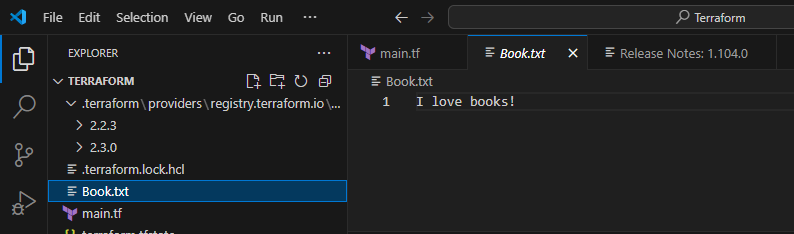 File Edit Selection View Go Run ··· Terraform
EXPLORER ···
TERRAFORM
.terraform\providers\registry.terraform.io\...
2.2.3
2.3.0
.terraform.lock.hcl
Book.txt
main.tf
main.tf Book.txt Release Notes: 1.104.0
Book.txt
1 I love books!